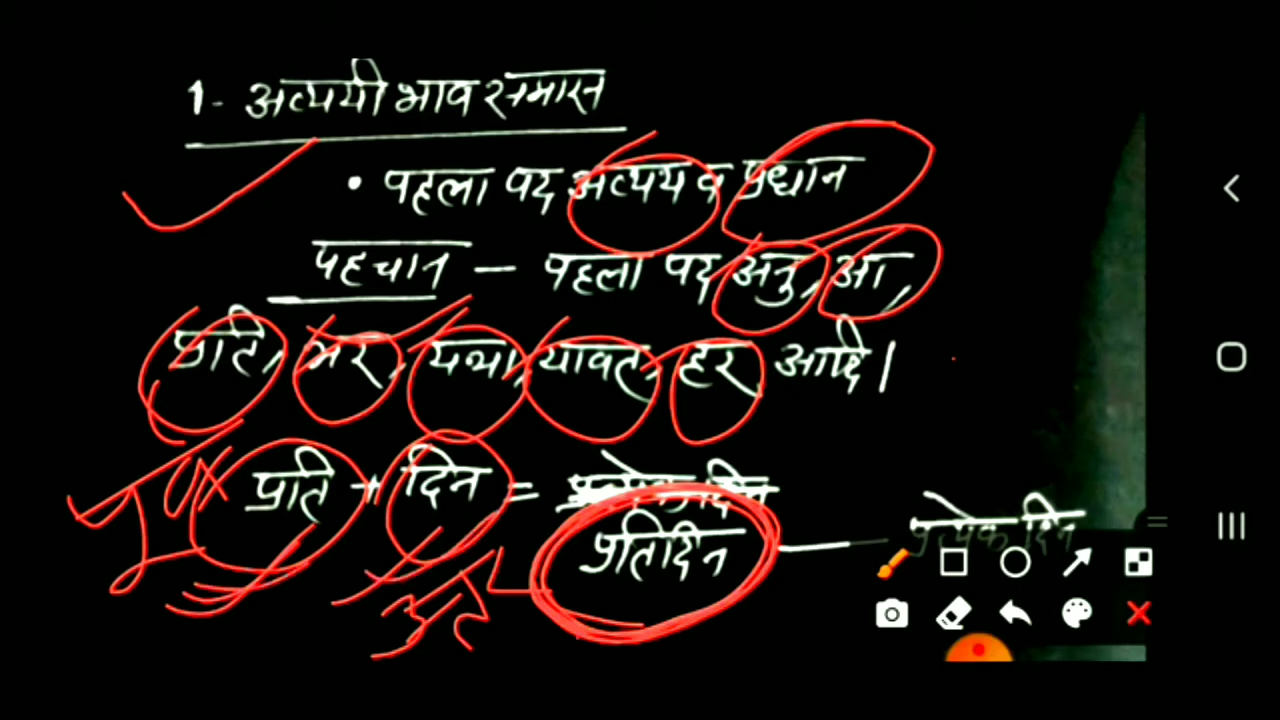 1- अव्ययी भाव समास
• पहला पद अव्यय व प्रधान
पहचान – पहला पद अनु, आ,
प्रति, भर, यथा, यावत, हर आदि।
प्रति + दिन =
प्रतिदिन — प्रत्येक दिन